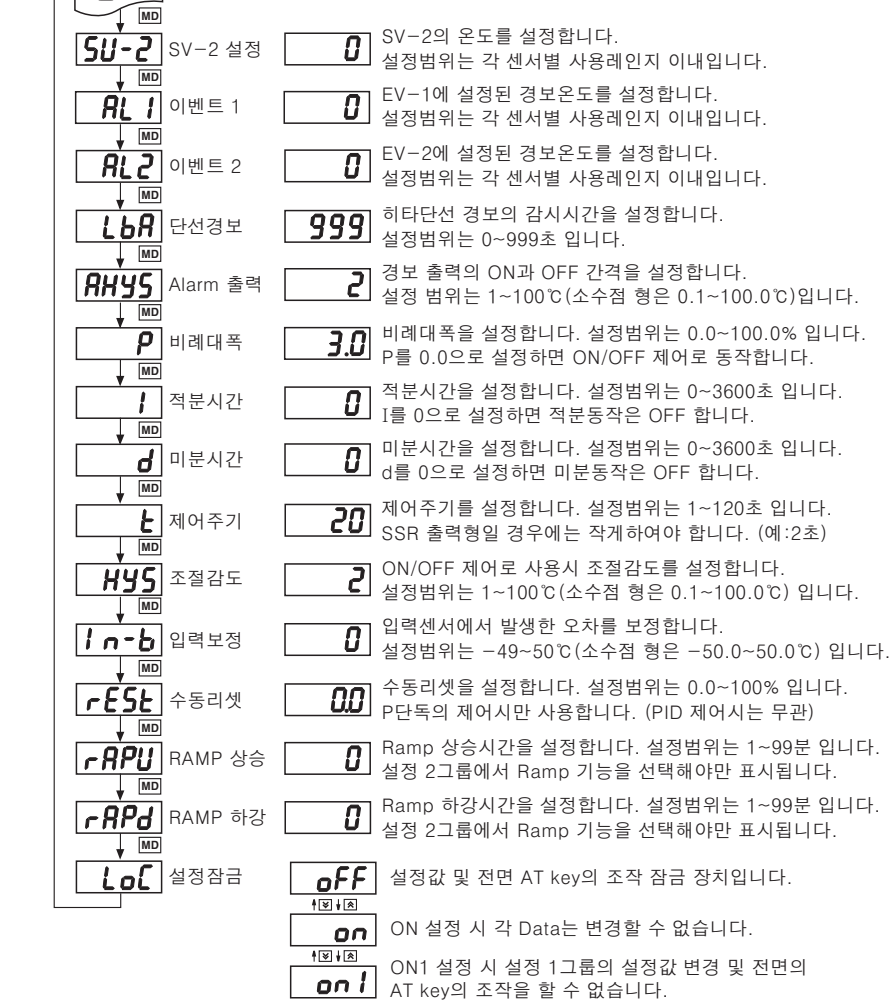 MD
SV-2 SV-2 설정 0 SV-2의 온도를 설정합니다.
설정범위는 각 센서별 사용레인지 이내입니다.
MD
AL1 이벤트 1 0 EV-1에 설정된 경보온도를 설정합니다.
설정범위는 각 센서별 사용레인지 이내입니다.
MD
AL2 이벤트 2 0 EV-2에 설정된 경보온도를 설정합니다.
설정범위는 각 센서별 사용레인지 이내입니다.
MD
LbA 단선경보 999 히타단선 경보의 감시시간을 설정합니다.
설정범위는 0~999초 입니다.
MD
AHYS Alarm 출력 2 경보 출력의 ON과 OFF 간격을 설정합니다.
설정 범위는 1~100℃(소수점 형은 0.1~100.0℃)입니다.
MD
P 비례대폭 3.0 비례대폭을 설정합니다. 설정범위는 0.0~100.0% 입니다.
P를 0.0으로 설정하면 ON/OFF 제어로 동작합니다.
MD
I 적분시간 0 적분시간을 설정합니다. 설정범위는 0~3600초 입니다.
I를 0으로 설정하면 적분동작은 OFF 합니다.
MD
d 미분시간 0 미분시간을 설정합니다. 설정범위는 0~3600초 입니다.
d를 0으로 설정하면 미분동작은 OFF 합니다.
MD
t 제어주기 20 제어주기를 설정합니다. 설정범위는 1~120초 입니다.
SSR 출력형일 경우에는 작게하여야 합니다. (예:2초)
MD
HYS 조절감도 2 ON/OFF 제어로 사용시 조절감도를 설정합니다.
설정범위는 1~100℃(소수점 형은 0.1~100.0℃) 입니다.
MD
In-b 입력보정 0 입력센서에서 발생한 오차를 보정합니다.
설정범위는 -49~50℃(소수점 형은 -50.0~50.0℃) 입니다.
MD
rESt 수동리셋 0.0 수동리셋을 설정합니다. 설정범위는 0.0~100% 입니다.
P단독의 제어시만 사용합니다. (PID 제어시는 무관)
MD
rAPU RAMP 상승 0 Ramp 상승시간을 설정합니다. 설정범위는 1~99분 입니다.
설정 2그룹에서 Ramp 기능을 선택해야만 표시됩니다.
MD
rAPd RAMP 하강 0 Ramp 하강시간을 설정합니다. 설정범위는 1~99분 입니다.
설정 2그룹에서 Ramp 기능을 선택해야만 표시됩니다.
MD
LoC 설정잠금 oFF 설정값 및 전면 AT key의 조작 잠금 장치입니다.
on ON 설정 시 각 Data는 변경할 수 없습니다.
on1 ON1 설정 시 설정 1그룹의 설정값 변경 및 전면의
AT key의 조작을 할 수 없습니다.